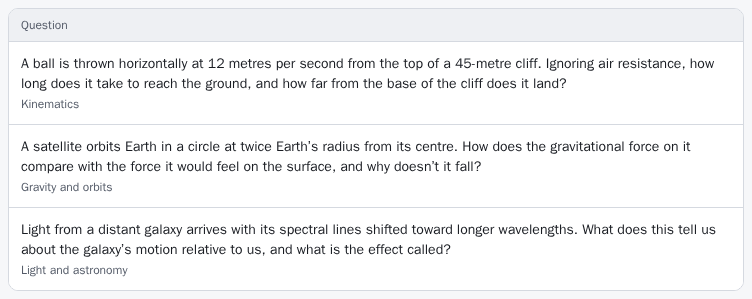 Question
A ball is thrown horizontally at 12 metres per second from the top of a 45-metre cliff. Ignoring air resistance, how
long does it take to reach the ground, and how far from the base of the cliff does it land?
Kinematics
A satellite orbits Earth in a circle at twice Earth's radius from its centre. How does the gravitational force on it
compare with the force it would feel on the surface, and why doesn't it fall?
Gravity and orbits
Light from a distant galaxy arrives with its spectral lines shifted toward longer wavelengths. What does this tell us
about the galaxy's motion relative to us, and what is the effect called?
Light and astronomy